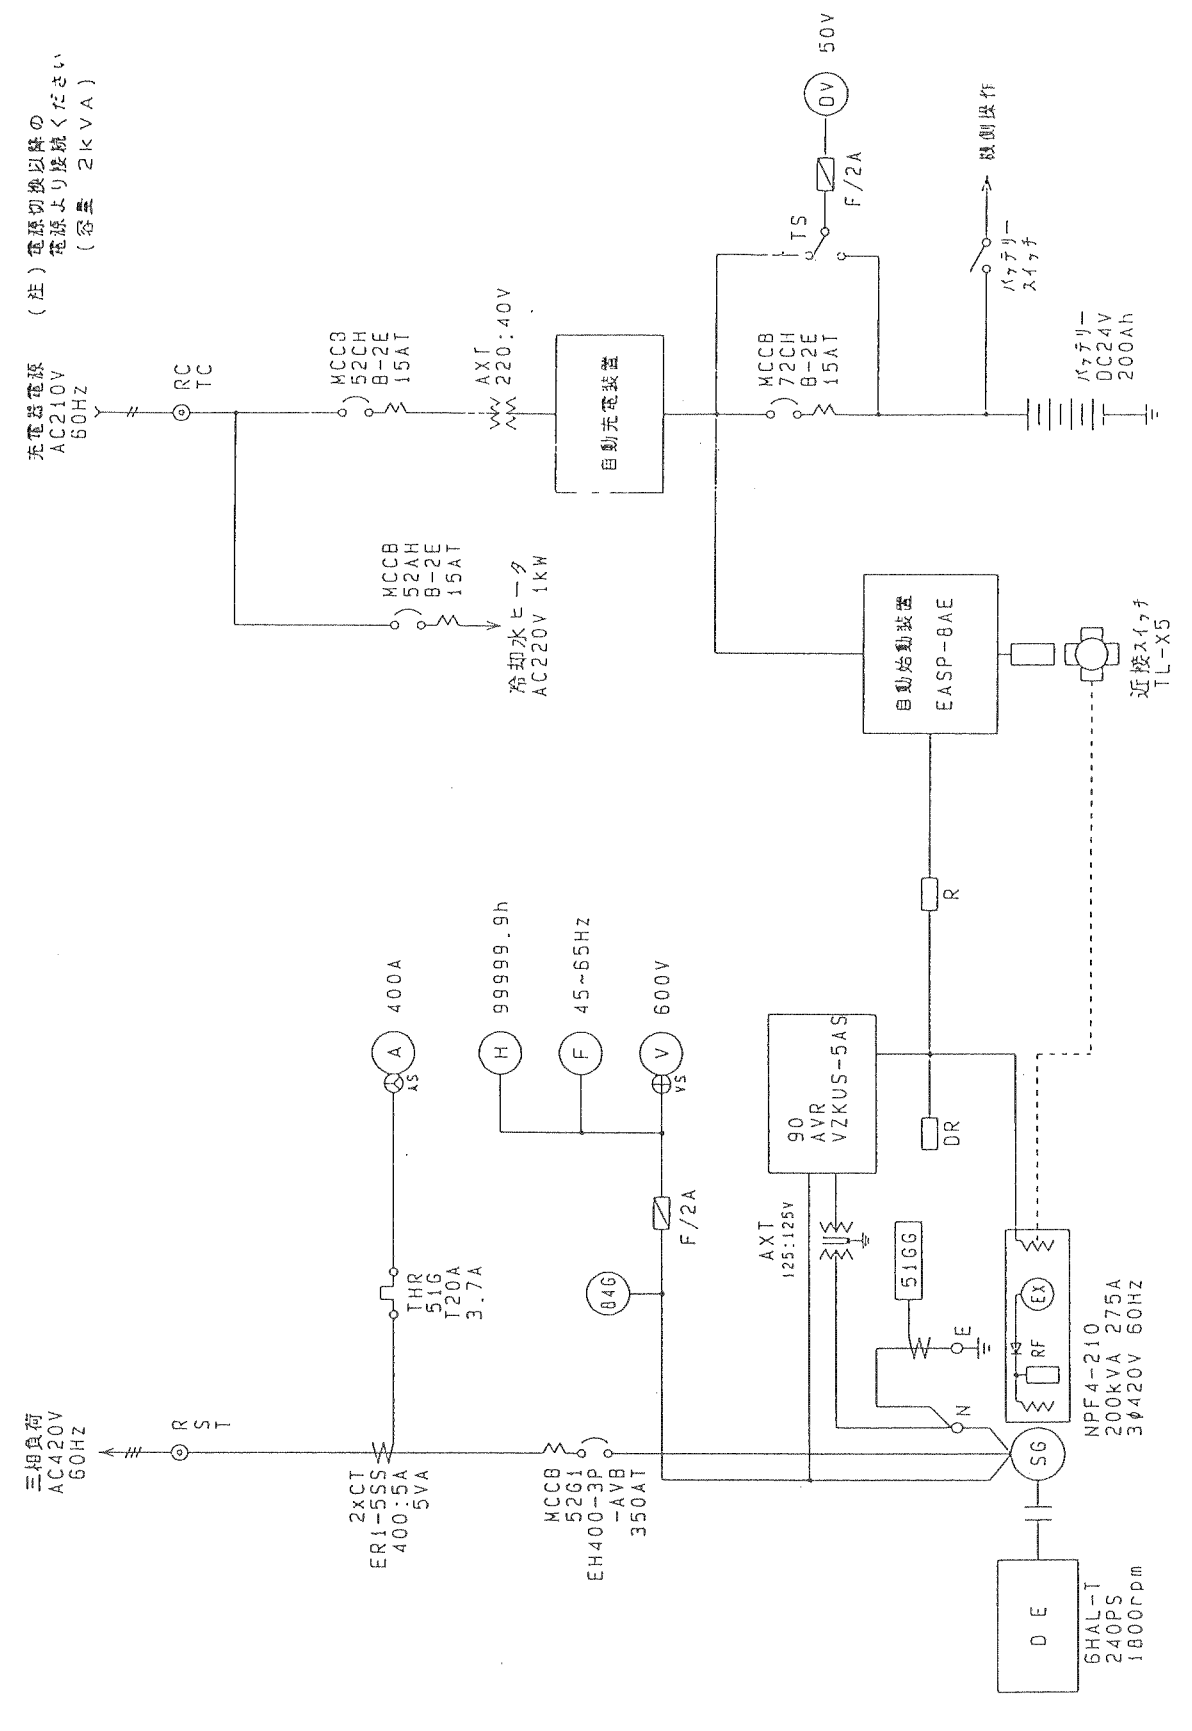 三相負荷
AC420V
60HZ
R
S
T
2xCT
ER1-5SS
400:5A
5VA
THR
51G
T20A
3.7A
A
AS
400A
H
99999.9h
F
45~65Hz
V
VS
600V
F/2A
84G
MCCB
52G1
EH400-3P
-AVB
350AT
AXT
125:125V
90
AVR
VZKUS-5AS
51GG
N
E
DR
R
SG
RF
EX
NPF4-210
200kVA 275A
3φ420V 60HZ
DE
6HAL-T
240PS
1800rpm
充電器電源
AC210V
60HZ
(注) 電源切換以降の
電源より接続ください
(容量 2kVA)
RC
TC
MCCB
52CH
B-2E
15AT
MCCB
52AH
B-2E
15AT
冷却水ヒータ
AC220V 1kW
AXT
220:40V
自動充電装置
MCCB
72CH
B-2E
15AT
TS
F/2A
DV
50V
バッテリー
スイッチ
機側操作
バッテリー
DC24V
200Ah
自動始動装置
EASP-8AE
近接スイッチ
TL-X5